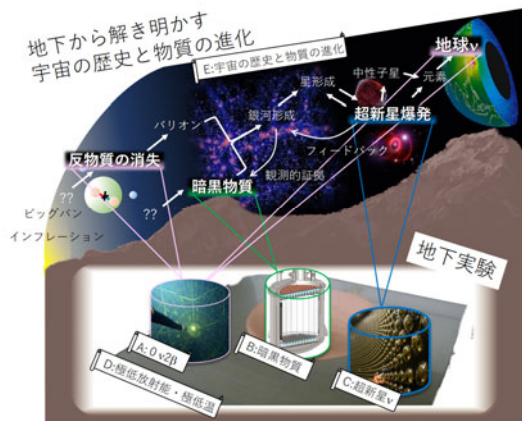 地下から解き明かす
宇宙の歴史と物質の進化
E:宇宙の歴史と物質の進化
地球ν
星形成
中性子星
元素
バリオン
銀河形成
超新星爆発
反物質の消失
フィードバック
観測的証拠
??
??
暗黒物質
ビッグバン
インフレーション
地下実験
A: 0ν2β
B:暗黒物質
C:超新星ν
D:極低放射能・極低温